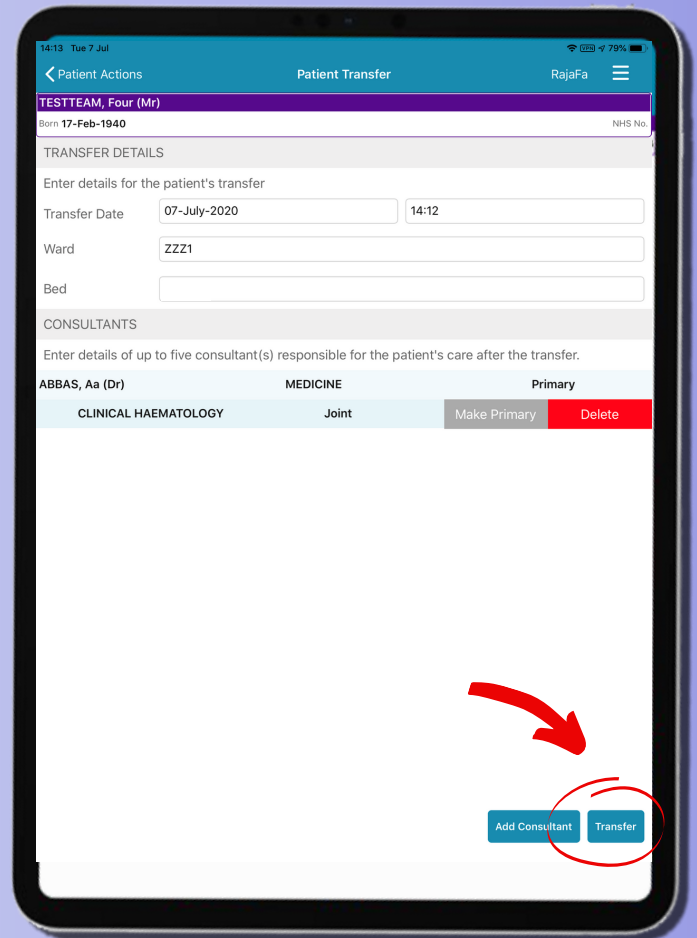 14:13 Tue 7 Jul VPN 79%
Patient Actions Patient Transfer RajaFa
TESTTEAM, Four (Mr)
Born 17-Feb-1940 NHS No.
TRANSFER DETAILS
Enter details for the patient's transfer
Transfer Date 07-July-2020 14:12
Ward ZZZ1
Bed
CONSULTANTS
Enter details of up to five consultant(s) responsible for the patient's care after the transfer.
ABBAS, Aa (Dr) MEDICINE Primary
CLINICAL HAEMATOLOGY Joint Make Primary Delete
Add Consultant Transfer